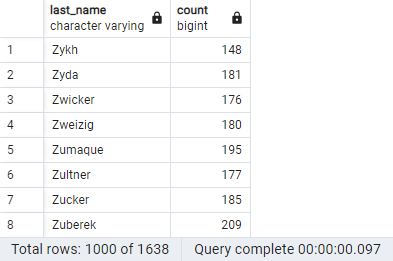 last_name count
character varying bigint
1 Zykh 148
2 Zyda 181
3 Zwicker 176
4 Zweizig 180
5 Zumaque 195
6 Zultner 177
7 Zucker 185
8 Zuberek 209
Total rows: 1000 of 1638 Query complete 00:00:00.097